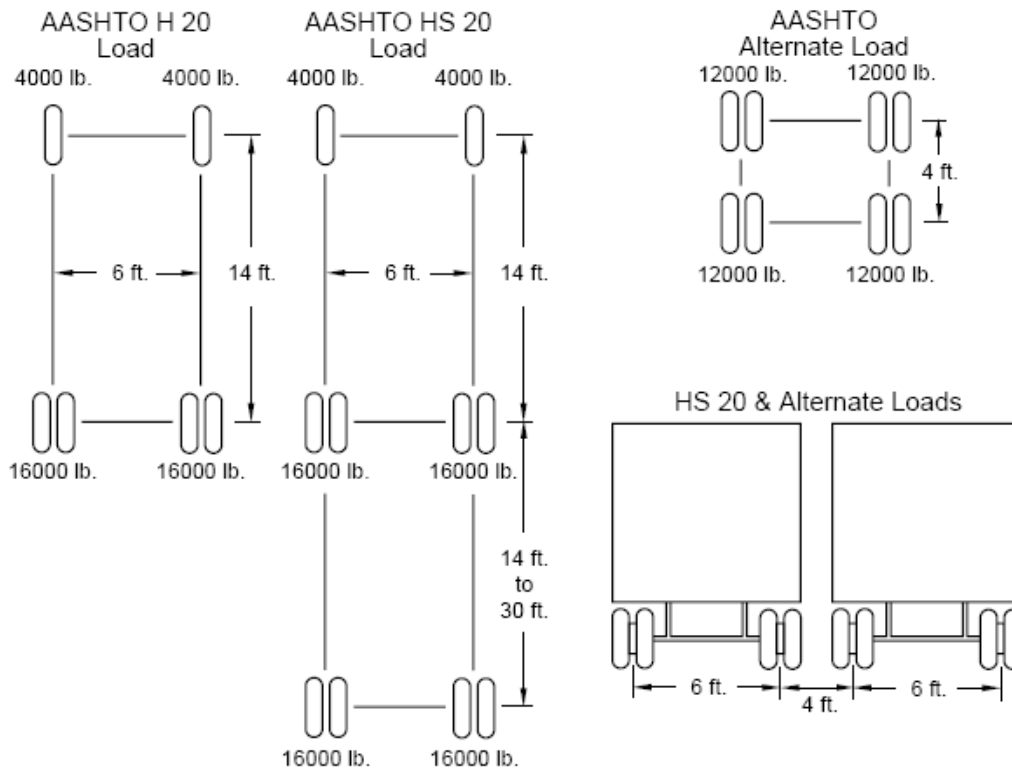 AASHTO H 20
Load
4000 lb. 4000 lb.
6 ft.
14 ft.
16000 lb. 16000 lb.
AASHTO HS 20
Load
4000 lb. 4000 lb.
6 ft.
14 ft.
16000 lb. 16000 lb.
14 ft.
to
30 ft.
16000 lb. 16000 lb.
AASHTO
Alternate Load
12000 lb. 12000 lb.
4 ft.
12000 lb. 12000 lb.
HS 20 & Alternate Loads
6 ft. 4 ft. 6 ft.